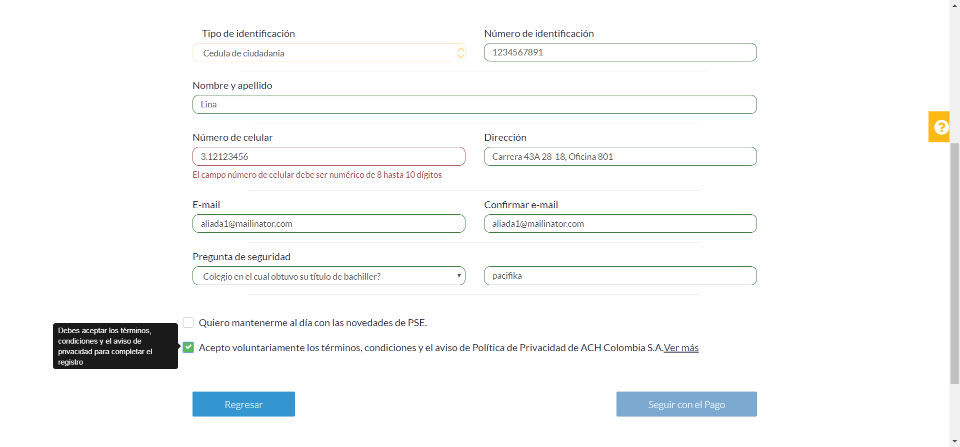 Tipo de identificación
Número de identificación
Cedula de ciudadania
1234567891
Nombre y apellido
Lina
Número de celular
Dirección
3.12123456
Carrera 43A 28-18, Oficina 801
El campo número de celular debe ser numérico de 8 hasta 10 dígitos
E-mail
Confirmar e-mail
aliada1@mailinator.com
aliada1@mailinator.com
Pregunta de seguridad
Colegio en el cual obtuvo su título de bachiller?
pacifika
Quiero mantenerme al día con las novedades de PSE.
Debes aceptar los términos,
condiciones y el aviso de
privacidad para completar el
registro
Acepto voluntariamente los términos, condiciones y el aviso de Política de Privacidad de ACH Colombia S.A.Ver más
Regresar
Seguir con el Pago